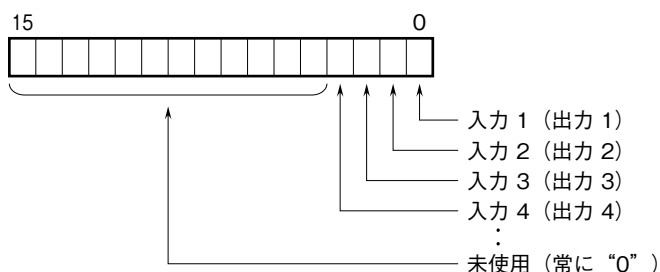 15 0
入力 1（出力 1）
入力 2（出力 2）
入力 3（出力 3）
入力 4（出力 4）
:
未使用（常に “0”）